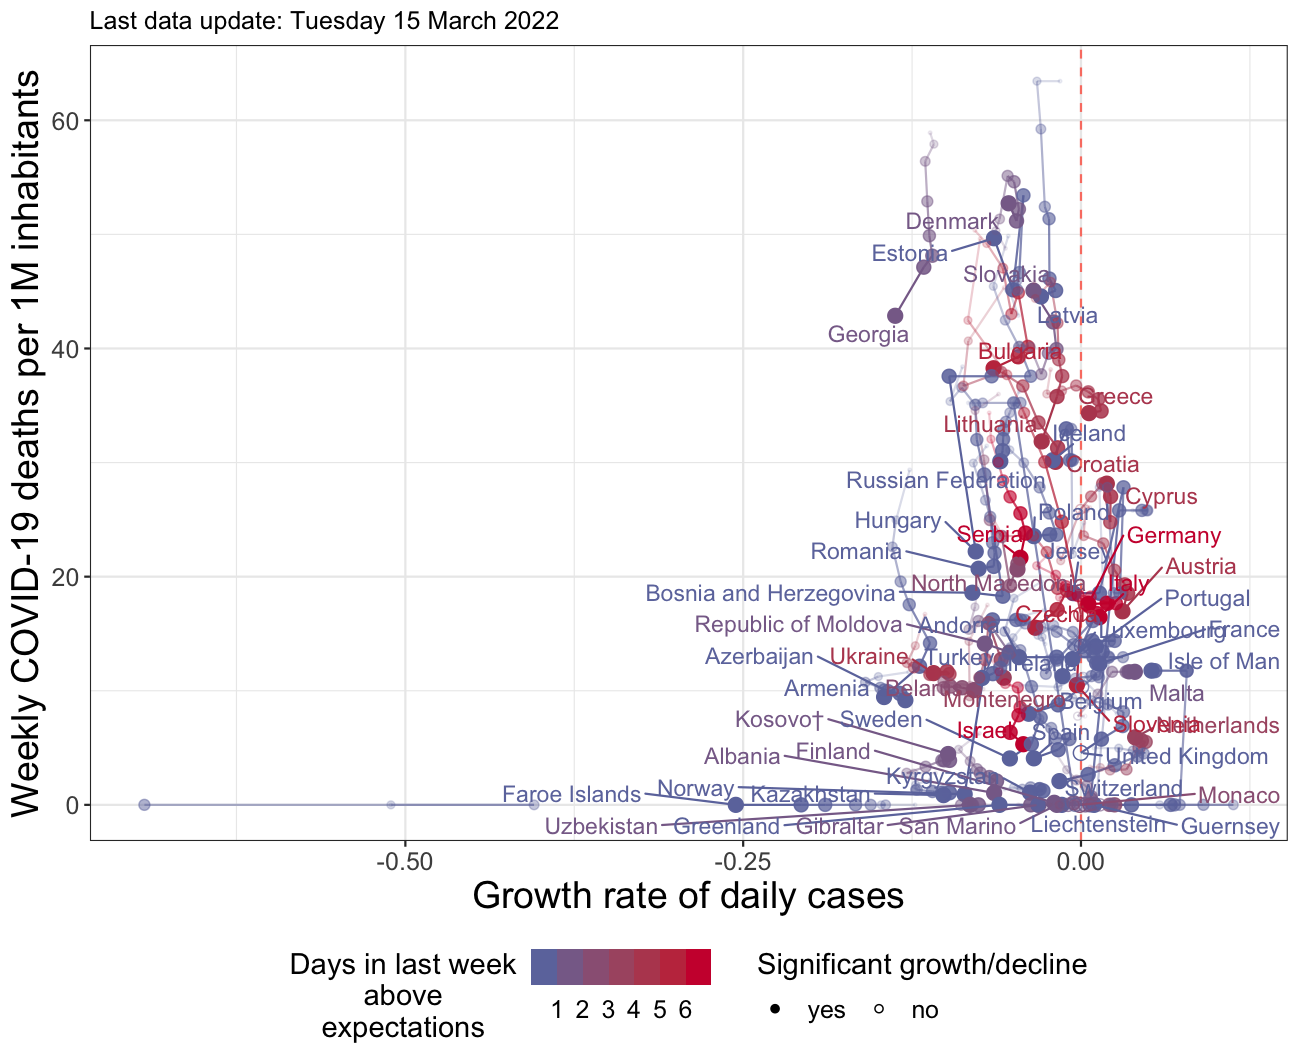 Last data update: Tuesday 15 March 2022
Weekly COVID-19 deaths per 1M inhabitants
60
40
20
0
Denmark
Estonia
Slovakia
Latvia
Georgia
Bulgaria
Greece
Lithuania
Iceland
Croatia
Russian Federation
Cyprus
Hungary
Poland
Serbia
Germany
Romania
Jersey
Austria
North Macedonia
Italy
Bosnia and Herzegovina
Portugal
Czechia
Republic of Moldova
Andorra
Luxembourg
France
Azerbaijan
Ukraine
Turkey
Ireland
Isle of Man
Armenia
Belarus
Malta
Montenegro
Belgium
Kosovo†
Sweden
Slovenia
Netherlands
Israel
Spain
Albania
Finland
United Kingdom
Kyrgyzstan
Norway
Switzerland
Faroe Islands
Kazakhstan
Monaco
Uzbekistan
Greenland
Gibraltar
San Marino
Liechtenstein
Guernsey
-0.50
-0.25
0.00
Growth rate of daily cases
Days in last week
above
expectations
1 2 3 4 5 6
Significant growth/decline
yes
no